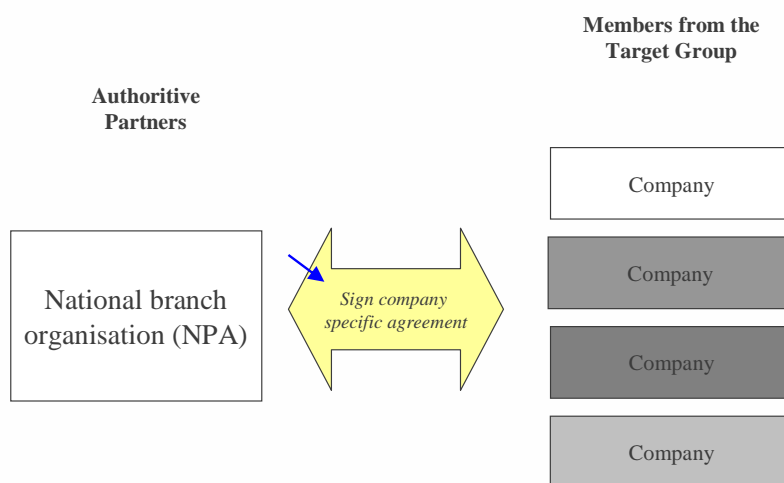 Members from the
Target Group
Authoritive
Partners
Company
National branch
organisation (NPA)
Sign company
specific agreement
Company
Company
Company